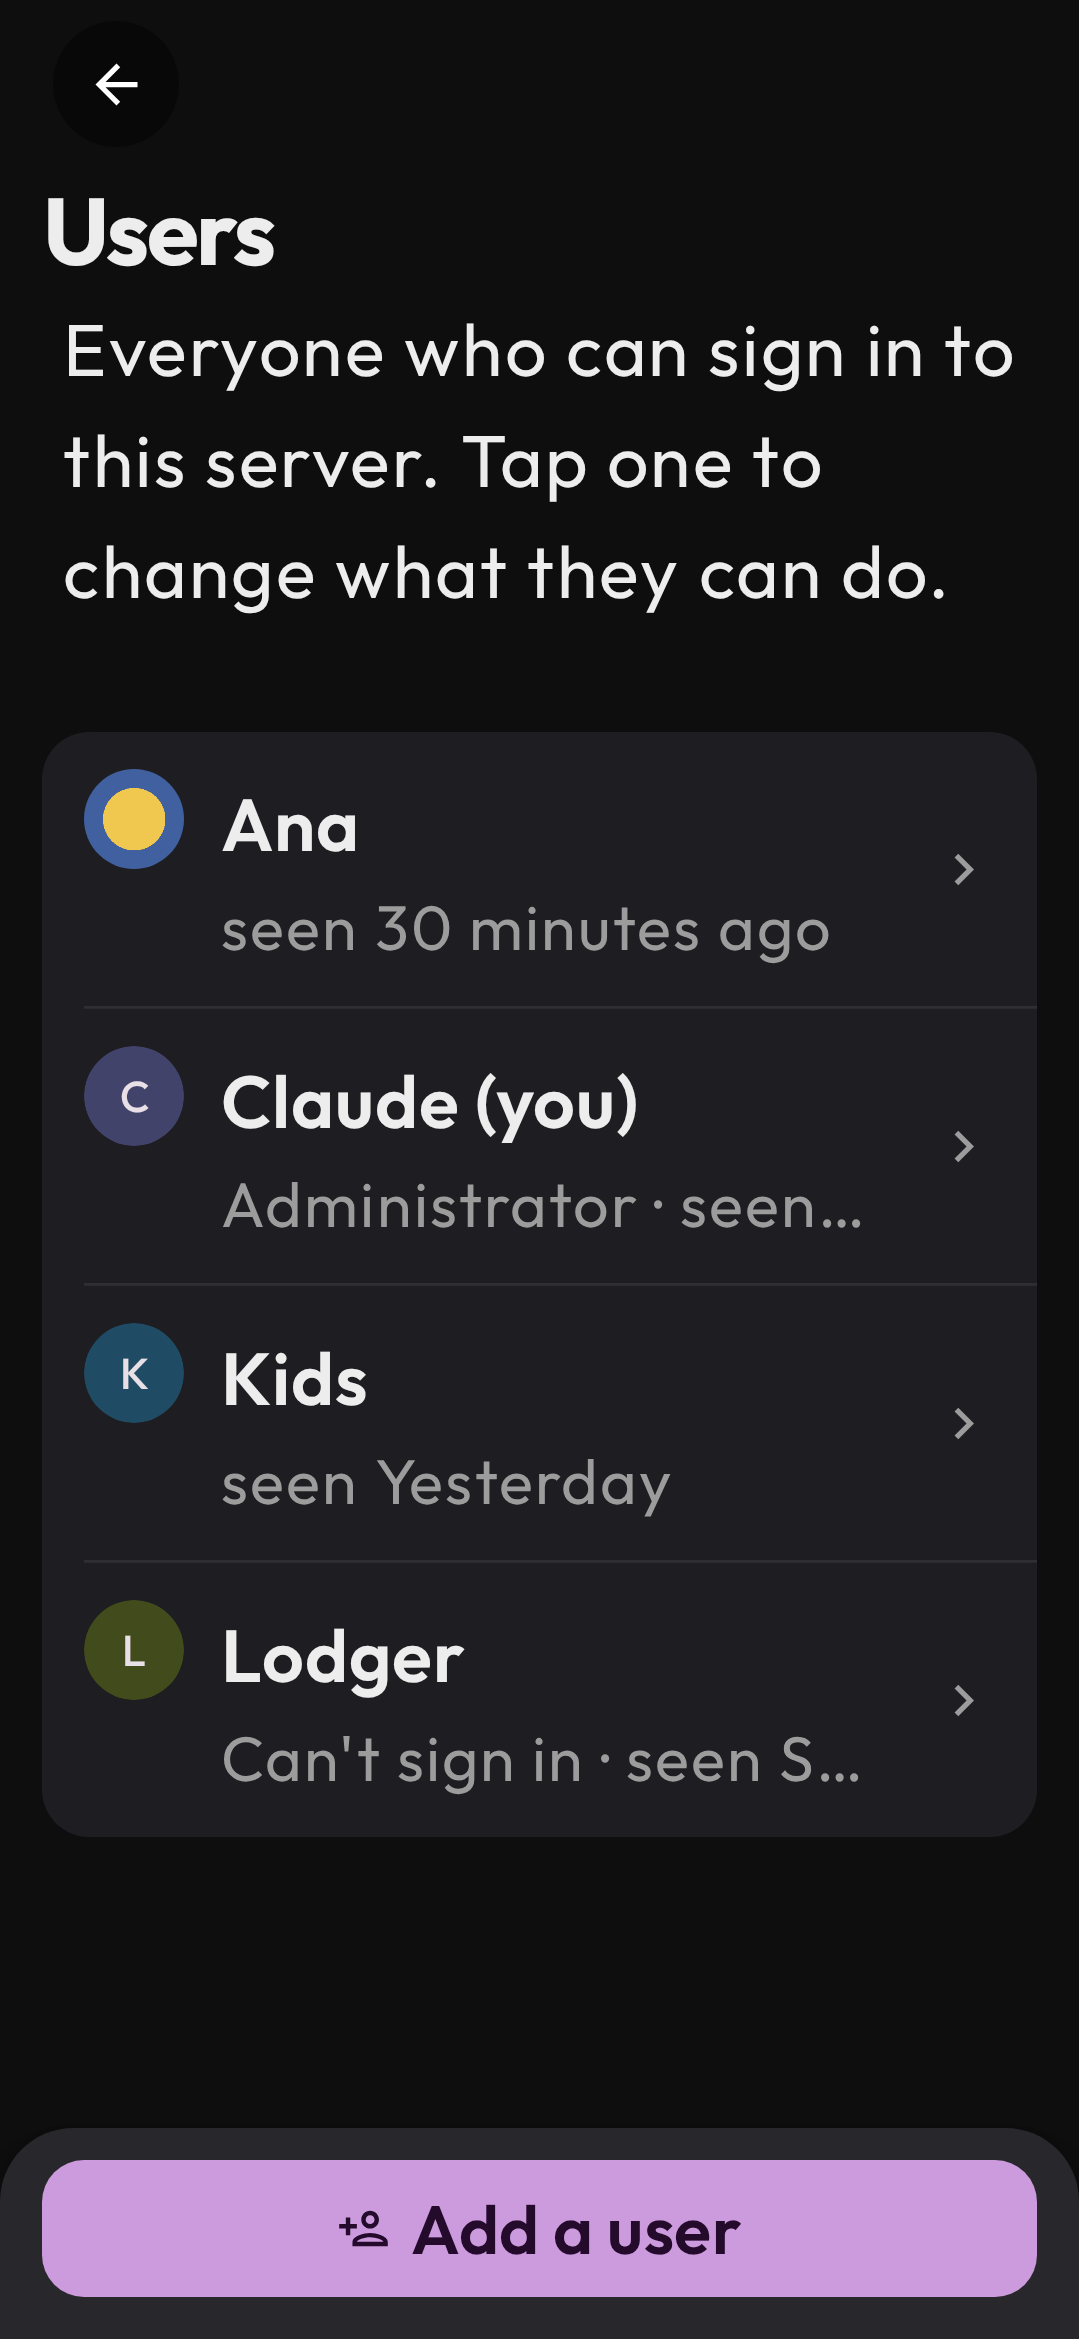 Users
Everyone who can sign in to
this server. Tap one to
change what they can do.
Ana
seen 30 minutes ago
C
Claude (you)
Administrator · seen…
K
Kids
seen Yesterday
L
Lodger
Can't sign in · seen S…
Add a user